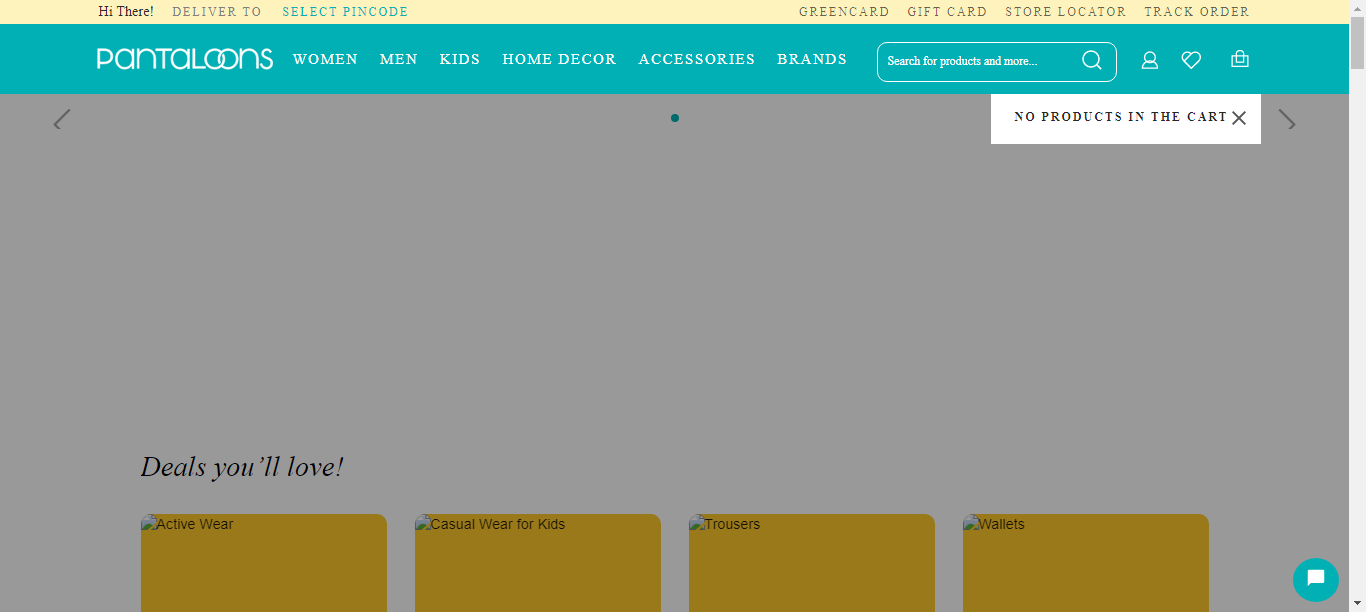 Hi There! DELIVER TO SELECT PINCODE GREENCARD GIFT CARD STORE LOCATOR TRACK ORDER
PANTALOONS WOMEN MEN KIDS HOME DECOR ACCESSORIES BRANDS Search for products and more...
NO PRODUCTS IN THE CART
Deals you’ll love!
Active Wear Casual Wear for Kids Trousers Wallets